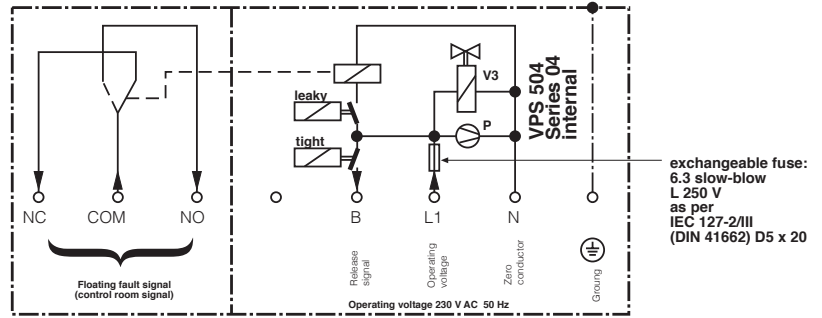 leaky
tight
V3
P
VPS 504
Series 04
internal
exchangeable fuse:
6.3 slow-blow
L 250 V
as per
IEC 127-2/III
(DIN 41662) D5 x 20
NC
COM
NO
B
L1
N
Floating fault signal
(control room signal)
Release
signal
Operating
voltage
Zero
conductor
Groung
Operating voltage 230 V AC 50 Hz